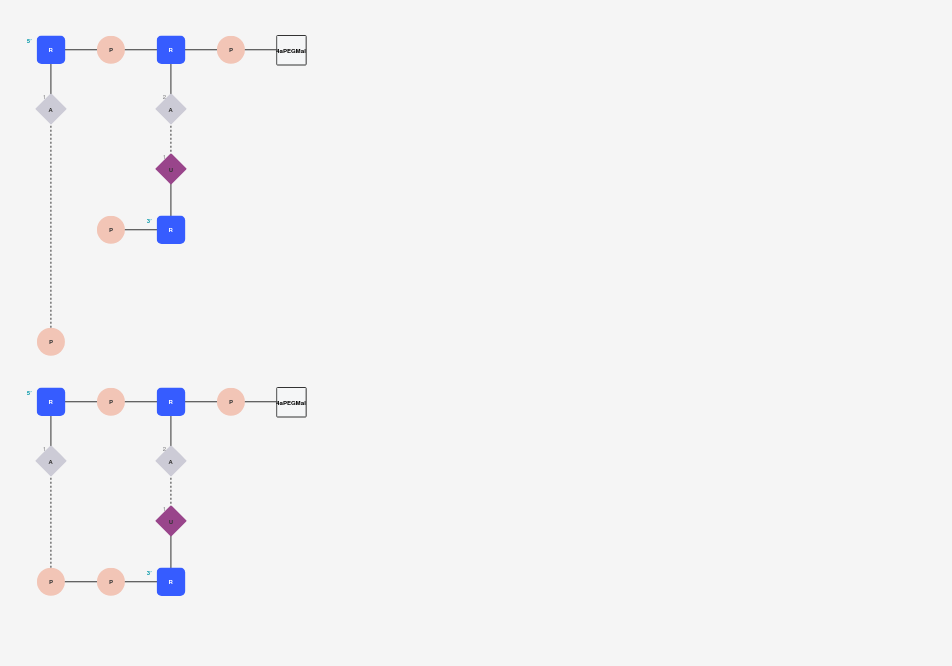 5' R P R P 4aPEGMal
1 A 2 A
1 U
P 3' R
P
5' R P R P 4aPEGMal
1 A 2 A
1 U
P P 3' R